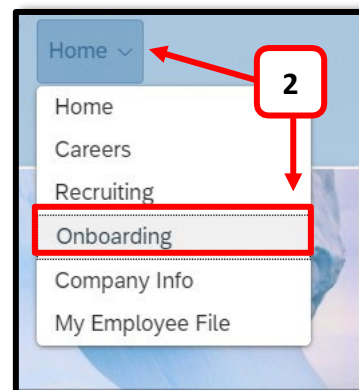 Home
2
Home
Careers
Recruiting
Onboarding
Company Info
My Employee File